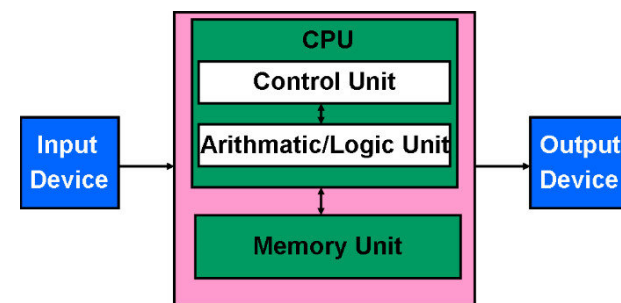 CPU
Control Unit
Arithmatic/Logic Unit
Input
Device
Output
Device
Memory Unit